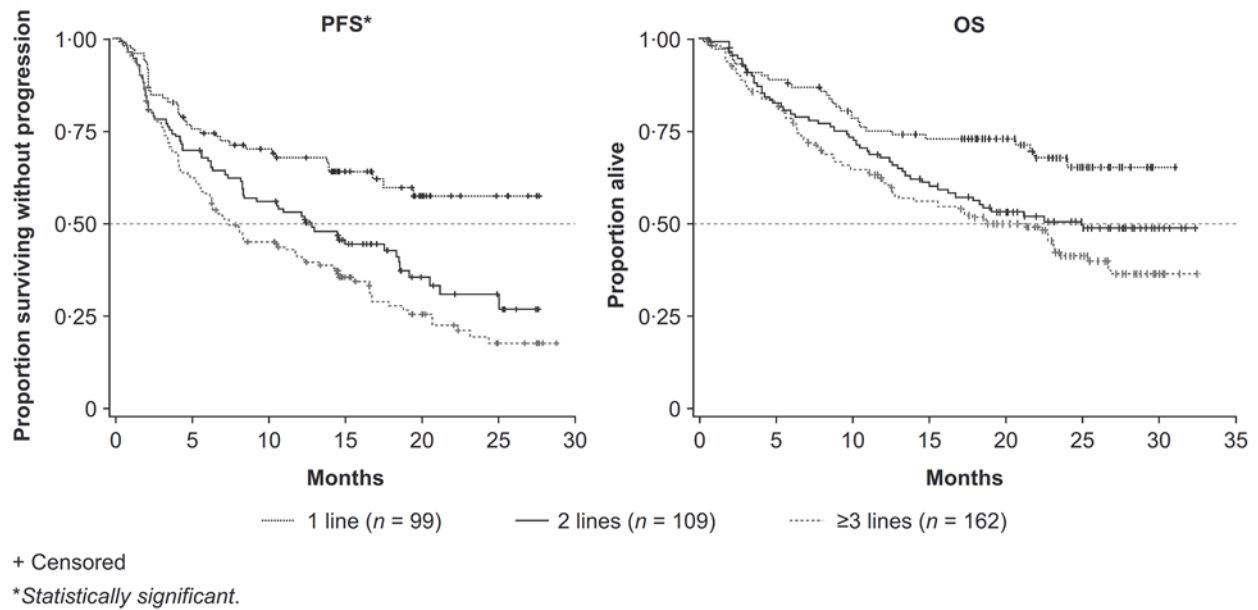 PFS*
Proportion surviving without progression
1·00
0·75
0·50
0·25
0
0 5 10 15 20 25 30
Months
OS
Proportion alive
1·00
0·75
0·50
0·25
0
0 5 10 15 20 25 30 35
Months
1 line (n = 99) 2 lines (n = 109) ≥3 lines (n = 162)
+ Censored
*Statistically significant.